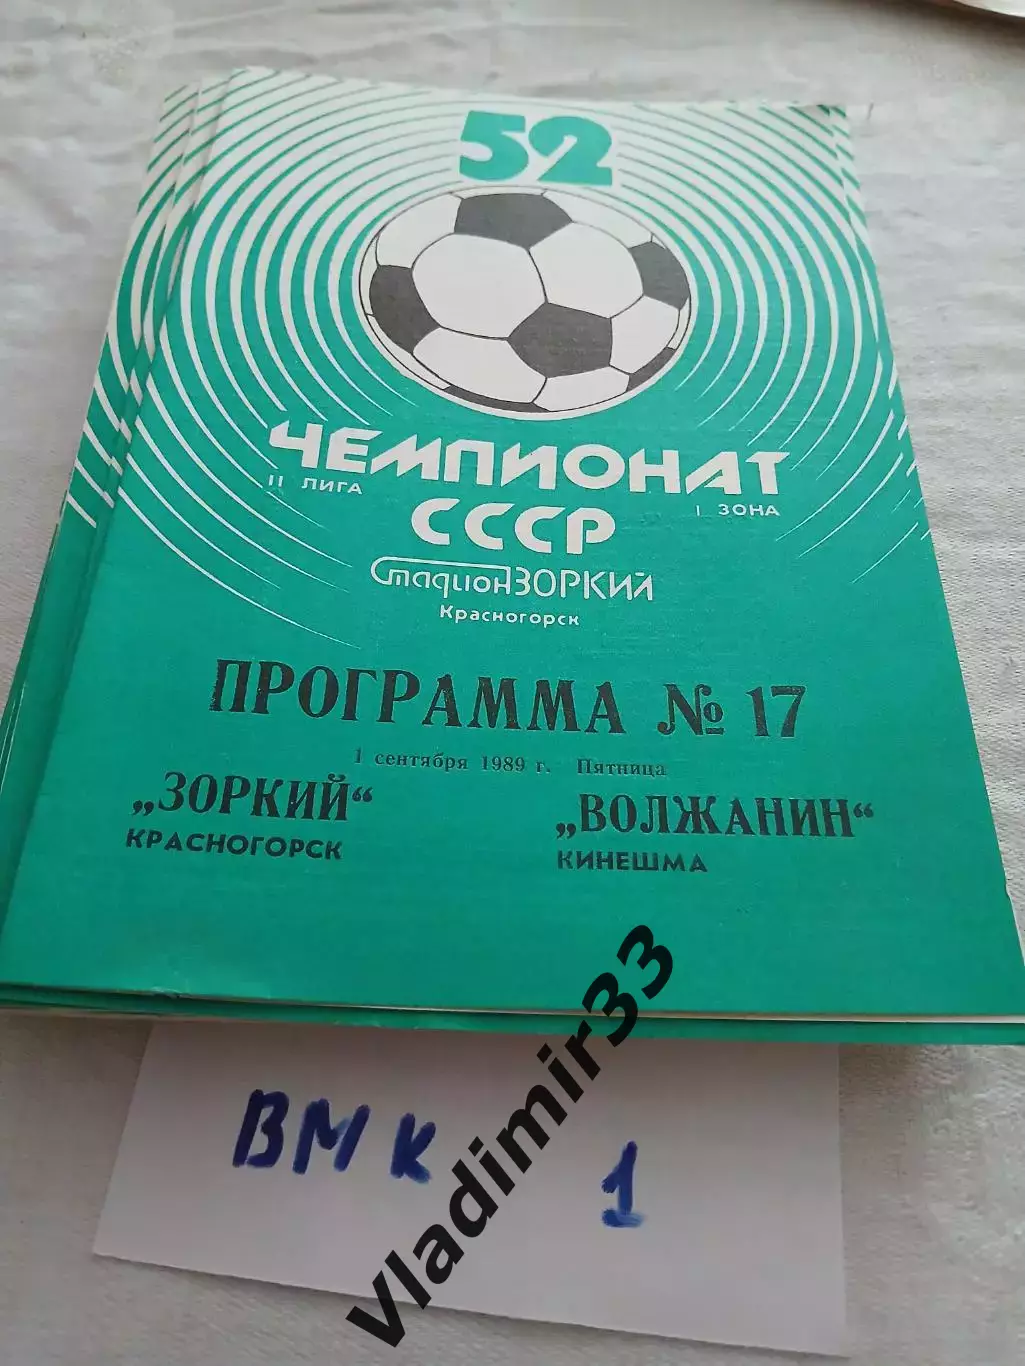 52
ЧЕМПИОНАТ
II ЛИГА
I ЗОНА
СССР
Стадион ЗОРКИЙ
Красногорск
ПРОГРАММА № 17
1 сентября 1989 г. Пятница
„ЗОРКИЙ“
КРАСНОГОРСК
„ВОЛЖАНИН“
КИНЕШМА
ВМК 1
Vladimir33